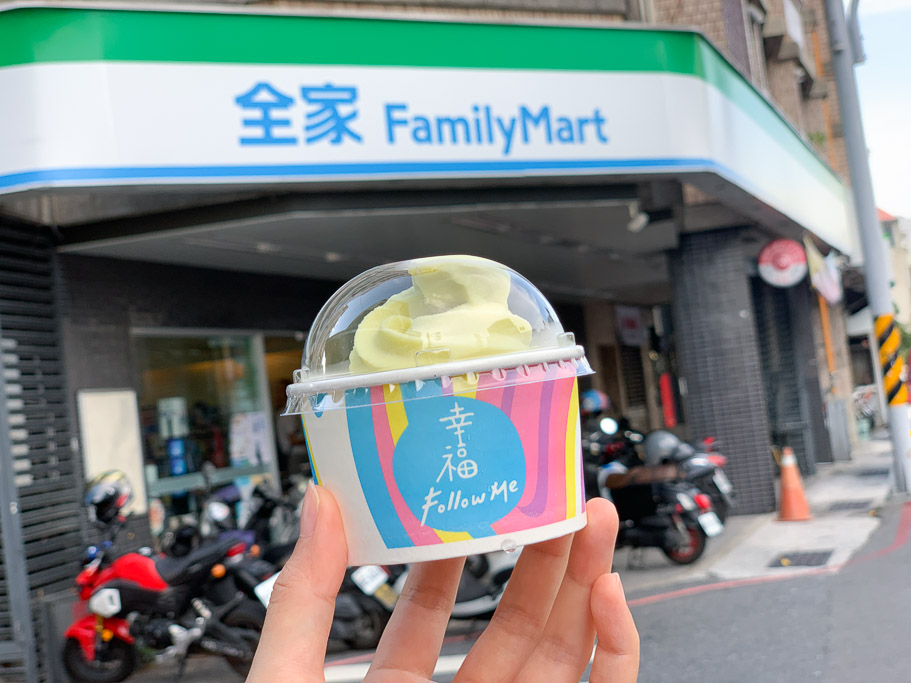 全家 FamilyMart
幸福
Follow Me